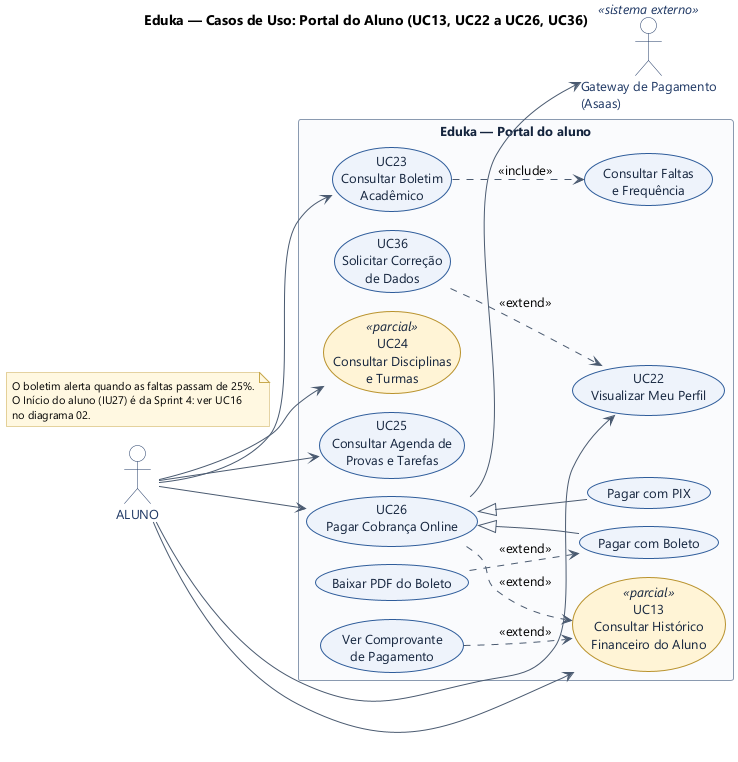 Eduka — Casos de Uso: Portal do Aluno (UC13, UC22 a UC26, UC36)
«sistema externo»
Gateway de Pagamento
(Asaas)
Eduka — Portal do aluno
UC23
Consultar Boletim
Acadêmico
«include»
Consultar Faltas
e Frequência
UC36
Solicitar Correção
de Dados
«extend»
«parcial»
UC24
Consultar Disciplinas
e Turmas
UC22
Visualizar Meu Perfil
O boletim alerta quando as faltas passam de 25%.
O Início do aluno (IU27) é da Sprint 4: ver UC16
no diagrama 02.
UC25
Consultar Agenda de
Provas e Tarefas
ALUNO
UC26
Pagar Cobrança Online
Pagar com PIX
Pagar com Boleto
«extend»
Baixar PDF do Boleto
«extend»
«parcial»
UC13
Consultar Histórico
Financeiro do Aluno
Ver Comprovante
de Pagamento
«extend»